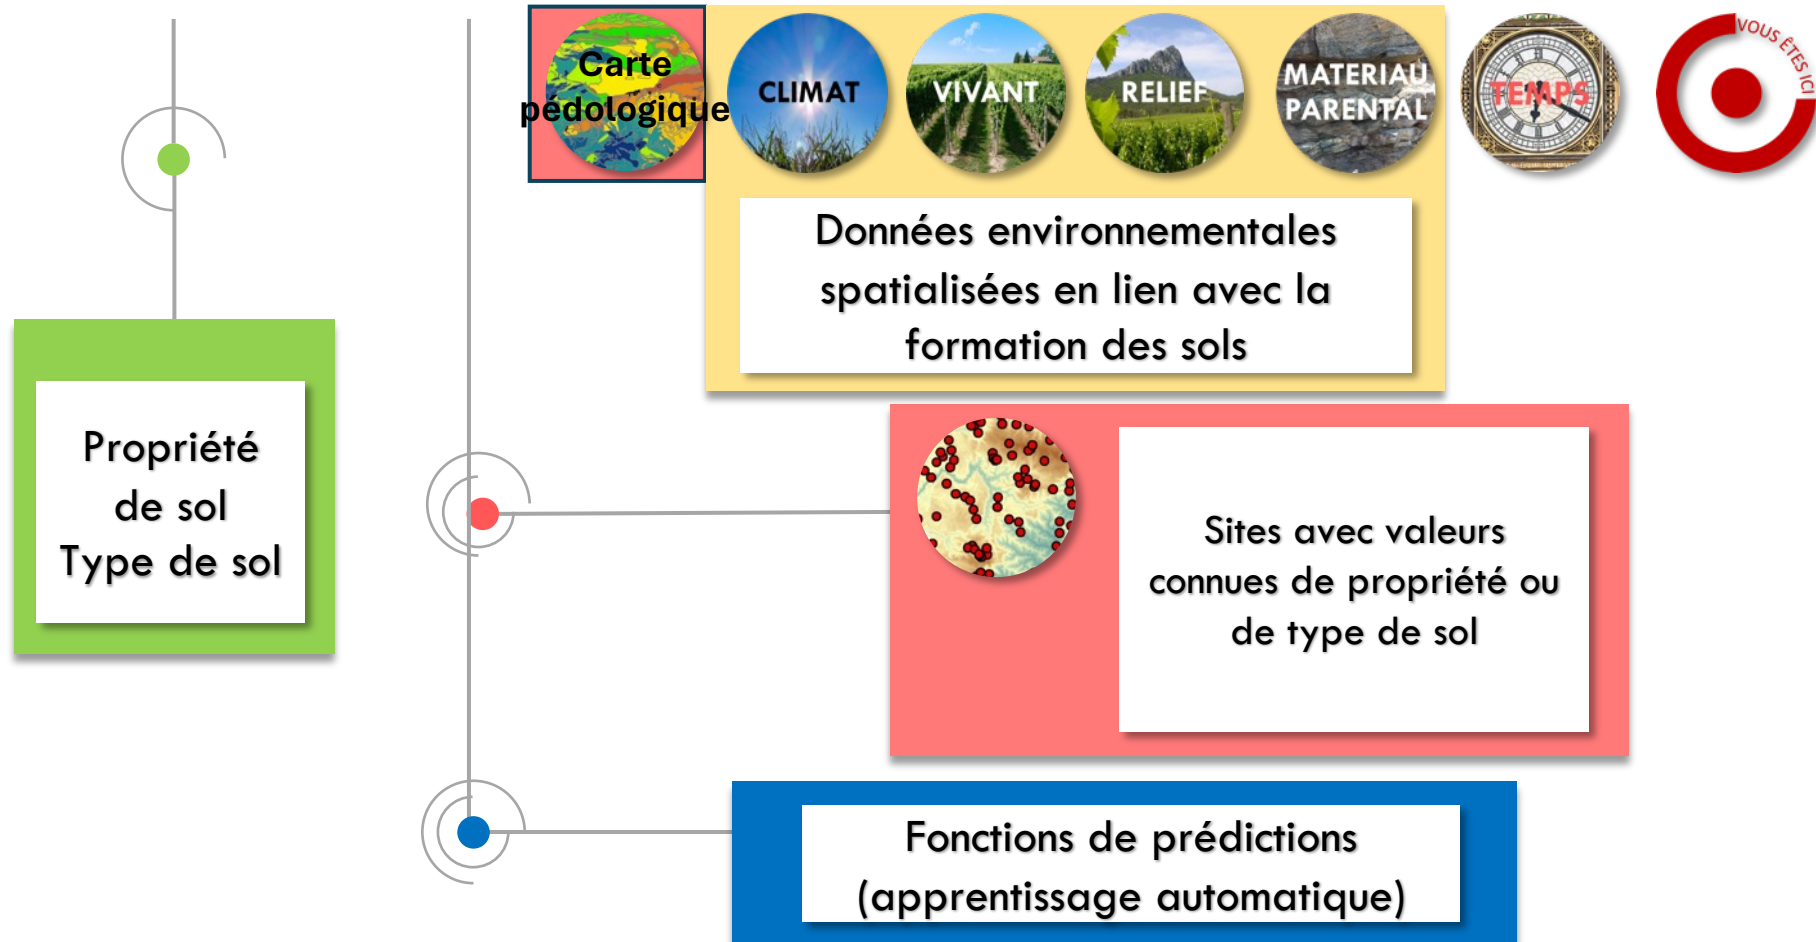 Carte
pédologique
CLIMAT
VIVANT
RELIEF
MATERIAU
PARENTAL
TEMPS
VOUS ÊTES ICI
Données environnementales
spatialisées en lien avec la
formation des sols
Propriété
de sol
Type de sol
Sites avec valeurs
connues de propriété ou
de type de sol
Fonctions de prédictions
(apprentissage automatique)